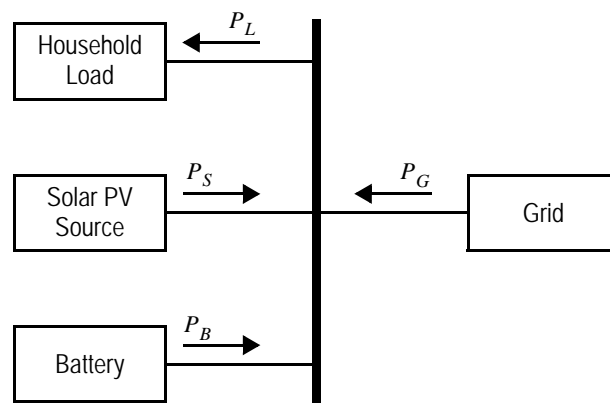 Household
Load
P_L
Solar PV
Source
P_S
P_G
Grid
Battery
P_B